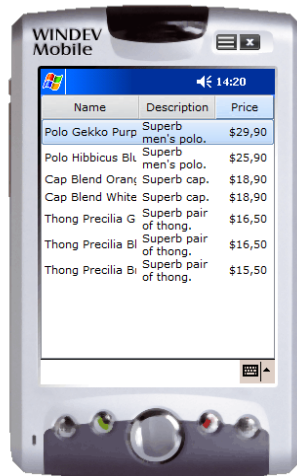 WINDEV
Mobile
14:20
Name Description Price
Polo Gekko Purp Superb men's polo. $29,90
Polo Hibbicus Blu Superb men's polo. $25,90
Cap Blend Orang Superb cap. $18,90
Cap Blend White Superb cap. $18,90
Thong Precilia G Superb pair of thong. $16,50
Thong Precilia Bl Superb pair of thong. $16,50
Thong Precilia Br Superb pair of thong. $15,50